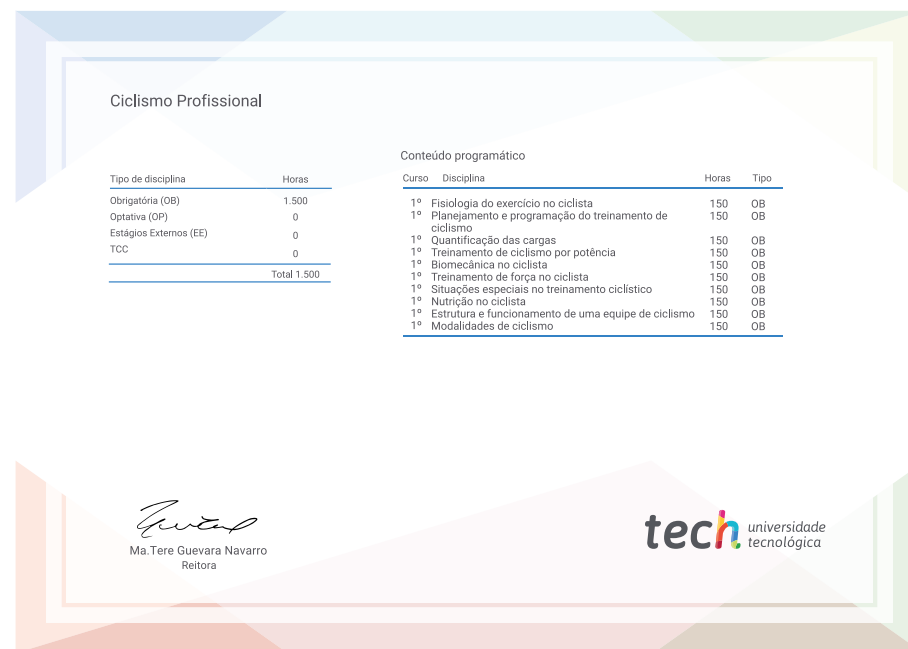 Ciclismo Profissional
Tipo de disciplina Horas
Obrigatória (OB) 1.500
Optativa (OP) 0
Estágios Externos (EE) 0
TCC 0
Total 1.500
Conteúdo programático
Curso Disciplina Horas Tipo
1º Fisiologia do exercício no ciclista 150 OB
1º Planejamento e programação do treinamento de 150 OB
ciclismo
1º Quantificação das cargas 150 OB
1º Treinamento de ciclismo por potência 150 OB
1º Biomecânica no ciclista 150 OB
1º Treinamento de força no ciclista 150 OB
1º Situações especiais no treinamento ciclístico 150 OB
1º Nutrição no ciclista 150 OB
1º Estrutura e funcionamento de uma equipe de ciclismo 150 OB
1º Modalidades de ciclismo 150 OB
Ma.Tere Guevara Navarro
Reitora
tech universidade
tecnológica